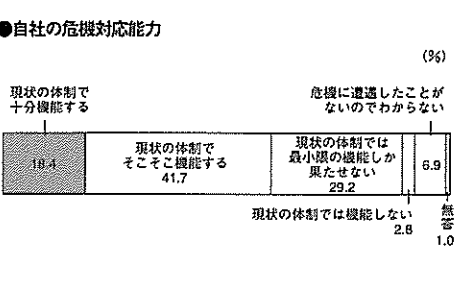 ●自社の危機対応能力
(%)
現状の体制で
十分機能する
18.4
現状の体制で
そこそこ機能する
41.7
現状の体制では
最小限の機能しか
果たせない
29.2
現状の体制では機能しない
2.8
危機に遭遇したことが
ないのでわからない
6.9
無答
1.0